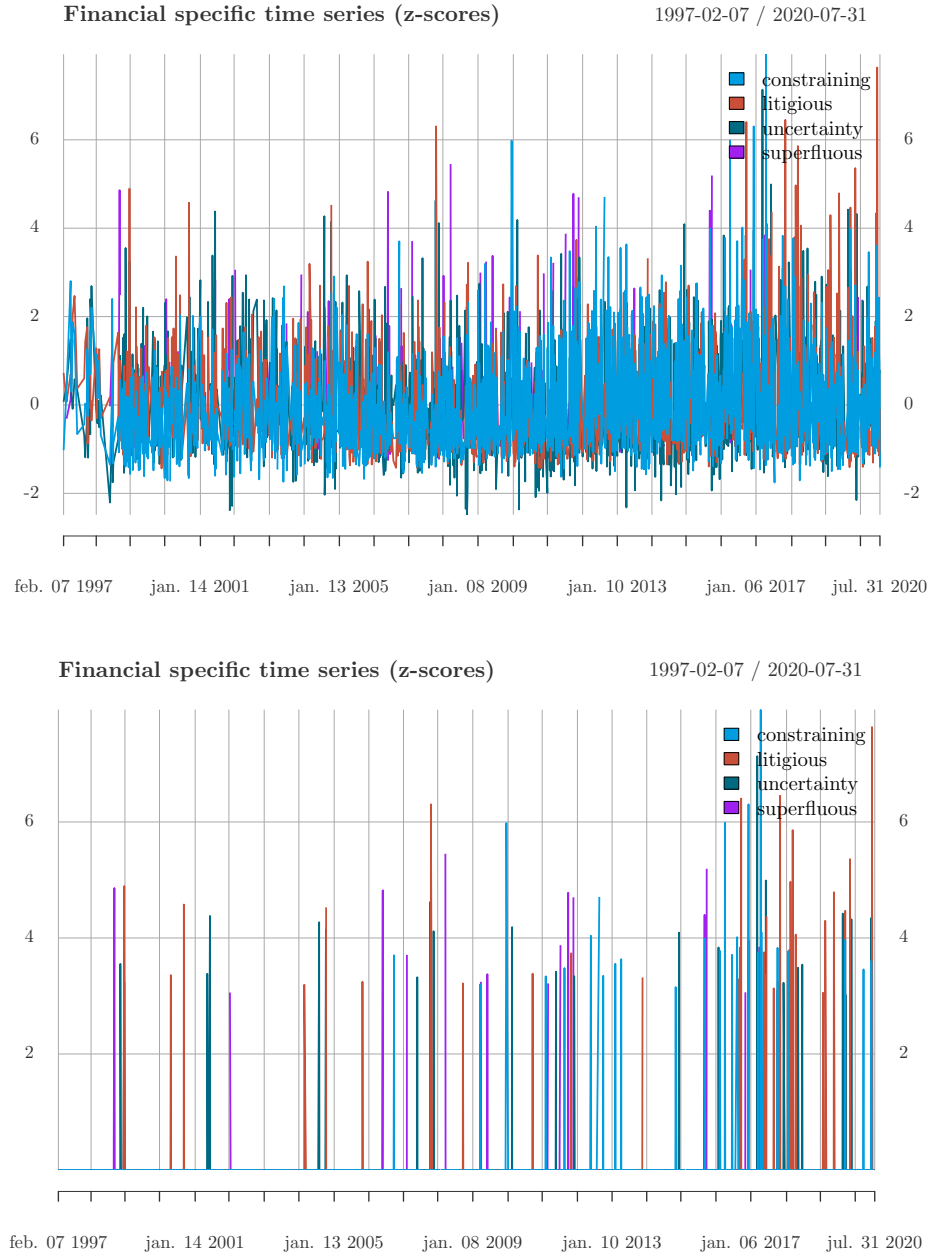 Financial specific time series (z-scores) 1997-02-07 / 2020-07-31
constraining
litigious
uncertainty
superfluous
6 6
4 4
2 2
0 0
-2 -2
feb. 07 1997 jan. 14 2001 jan. 13 2005 jan. 08 2009 jan. 10 2013 jan. 06 2017 jul. 31 2020
Financial specific time series (z-scores) 1997-02-07 / 2020-07-31
constraining
litigious
uncertainty
superfluous
6 6
4 4
2 2
feb. 07 1997 jan. 14 2001 jan. 13 2005 jan. 08 2009 jan. 10 2013 jan. 06 2017 jul. 31 2020